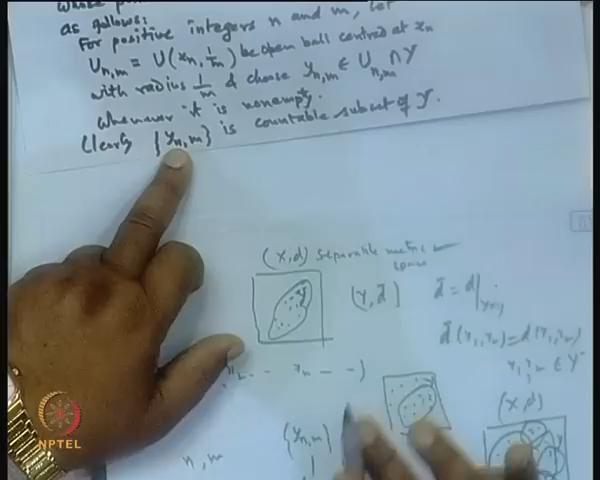 as follows:
For positive integers n and m, let
U_{n,m} = U(x_n, 1/m) be open ball centred at x_n
with radius 1/m & choose y_{n,m} ∈ U_{n,m} ∩ Y
whenever it is nonempty.
Clearly {y_{n,m}} is countable subset of Y.
(X,d) separable metric
space
(Y, d̄) d̄ = d|
d̄(y_1,y_2) = d(y_1,y_2)
y_1, y_2 ∈ Y
x_n
(X,d)
{y_{n,m}}
n, m
NPTEL